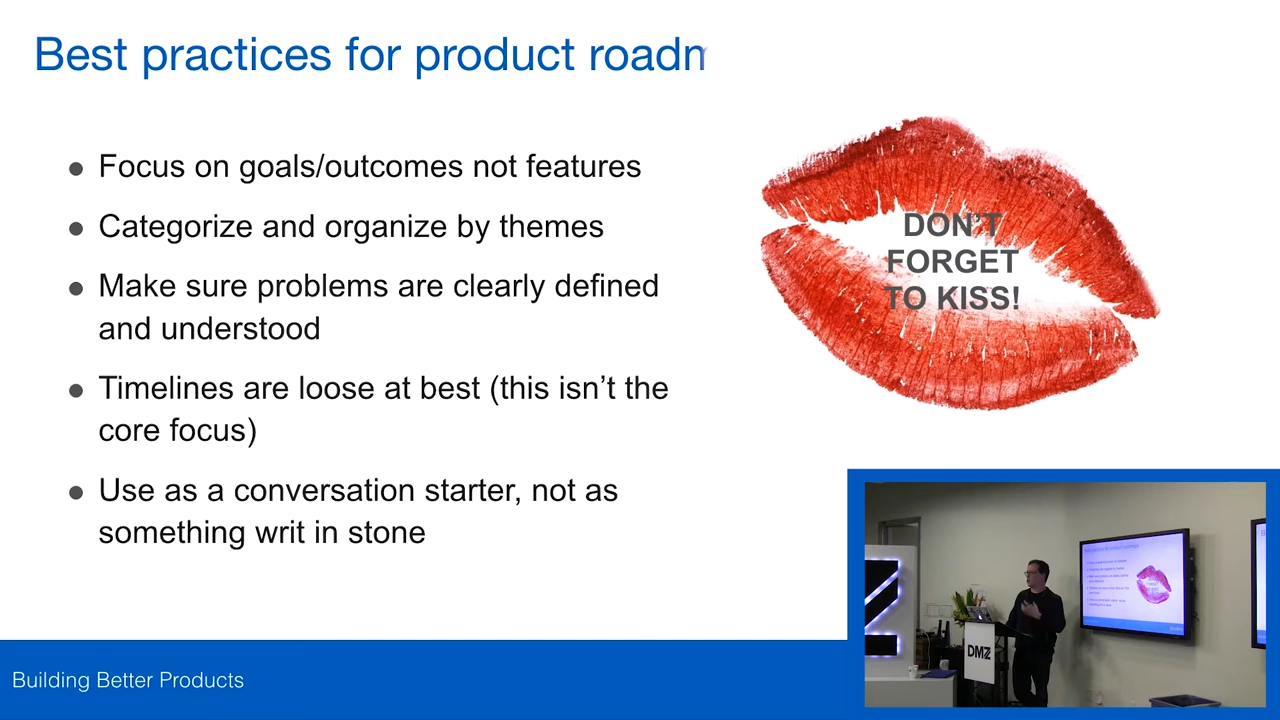 Best practices for product roadm
● Focus on goals/outcomes not features
● Categorize and organize by themes
● Make sure problems are clearly defined
and understood
● Timelines are loose at best (this isn’t the
core focus)
● Use as a conversation starter, not as
something writ in stone
DON’T
FORGET
TO KISS!
DMZ
Building Better Products